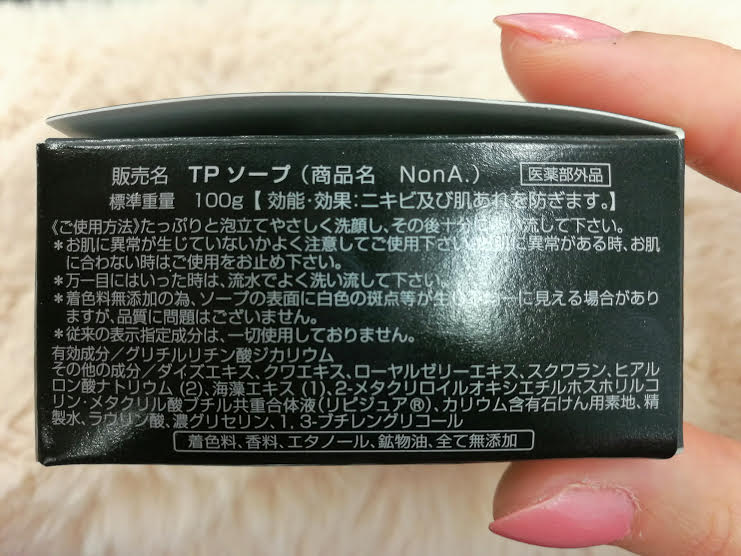 販売名 TPソープ（商品名 NonA.） 医薬部外品
標準重量 100g【 効能・効果:ニキビ及び肌あれを防ぎます。】
《ご使用方法》たっぷりと泡立てやさしく洗顔し、その後十分に洗い流して下さい。
＊お肌に異常が生じていないかよく注意してご使用下さい。 に異常がある時、お肌
に合わない時はご使用をお止め下さい。
＊万一目にはいった時は、流水でよく洗い流して下さい。
＊着色料無添加の為、ソープの表面に白色の斑点等が生じ 一に見える場合があり
ますが、品質に問題はございません。
＊従来の表示指定成分は、一切使用しておりません。
有効成分／グリチルリチン酸ジカリウム
その他の成分／ダイズエキス、クワエキス、ローヤルゼリーエキス、スクワラン、ヒアル
ロン酸ナトリウム（2）、海藻エキス（1）、2-メタクリロイルオキシエチルホスホリルコ
リン・メタクリル酸ブチル共重合体液（リピジュア®）、カリウム含有石けん用素地、精
製水、ラウリン酸、濃グリセリン、1，3-ブチレングリコール
着色料、香料、エタノール、鉱物油、全て無添加